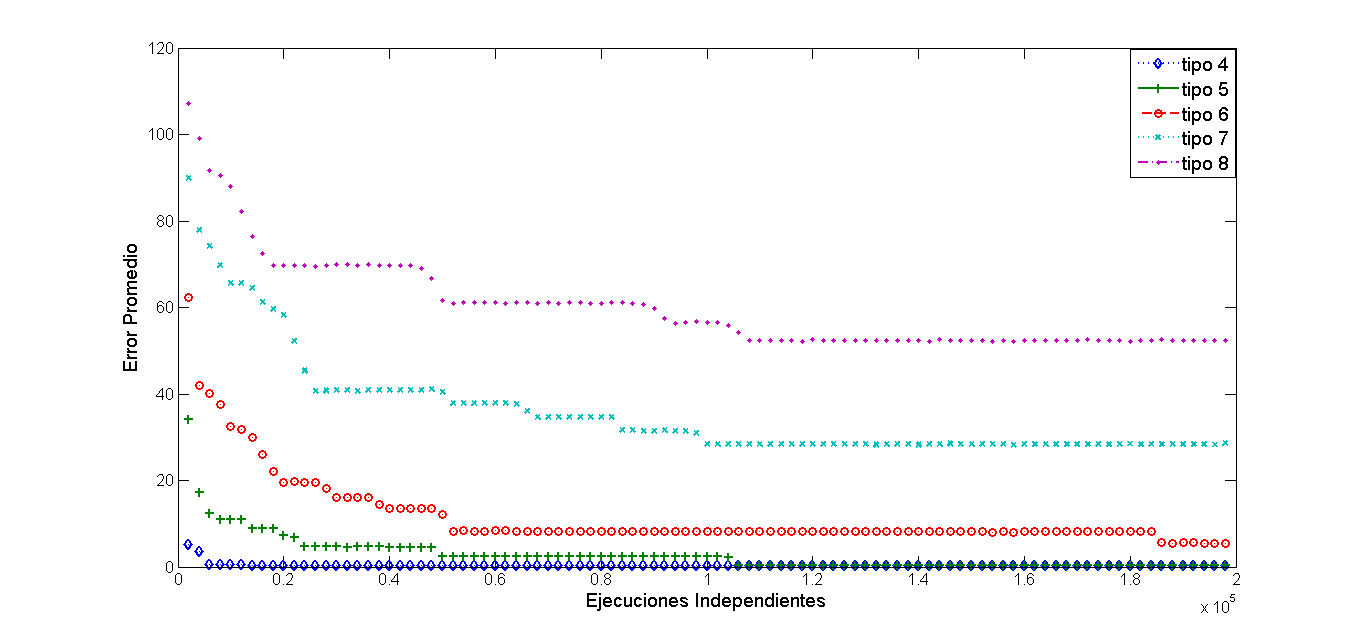 120
100
80
60
40
20
0
Error Promedio
tipo 4
tipo 5
tipo 6
tipo 7
tipo 8
0 0.2 0.4 0.6 0.8 1 1.2 1.4 1.6 1.8 2
x 10^5
Ejecuciones Independientes